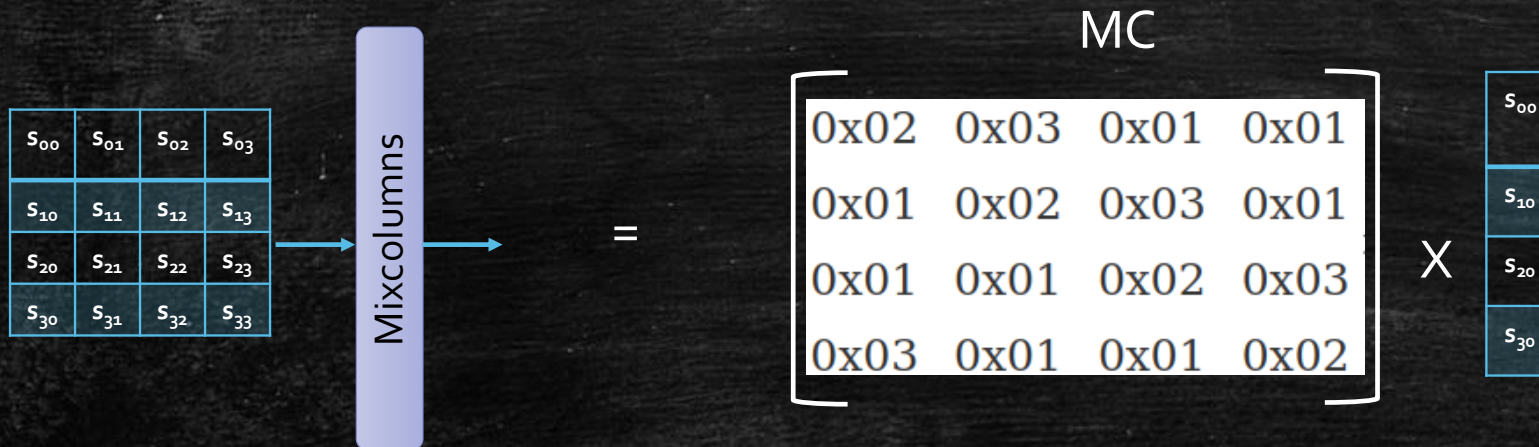 MC
s₀₀ s₀₁ s₀₂ s₀₃
s₁₀ s₁₁ s₁₂ s₁₃
s₂₀ s₂₁ s₂₂ s₂₃
s₃₀ s₃₁ s₃₂ s₃₃
Mixcolumns
=
0x02 0x03 0x01 0x01
0x01 0x02 0x03 0x01
0x01 0x01 0x02 0x03
0x03 0x01 0x01 0x02
X
s₀₀
s₁₀
s₂₀
s₃₀